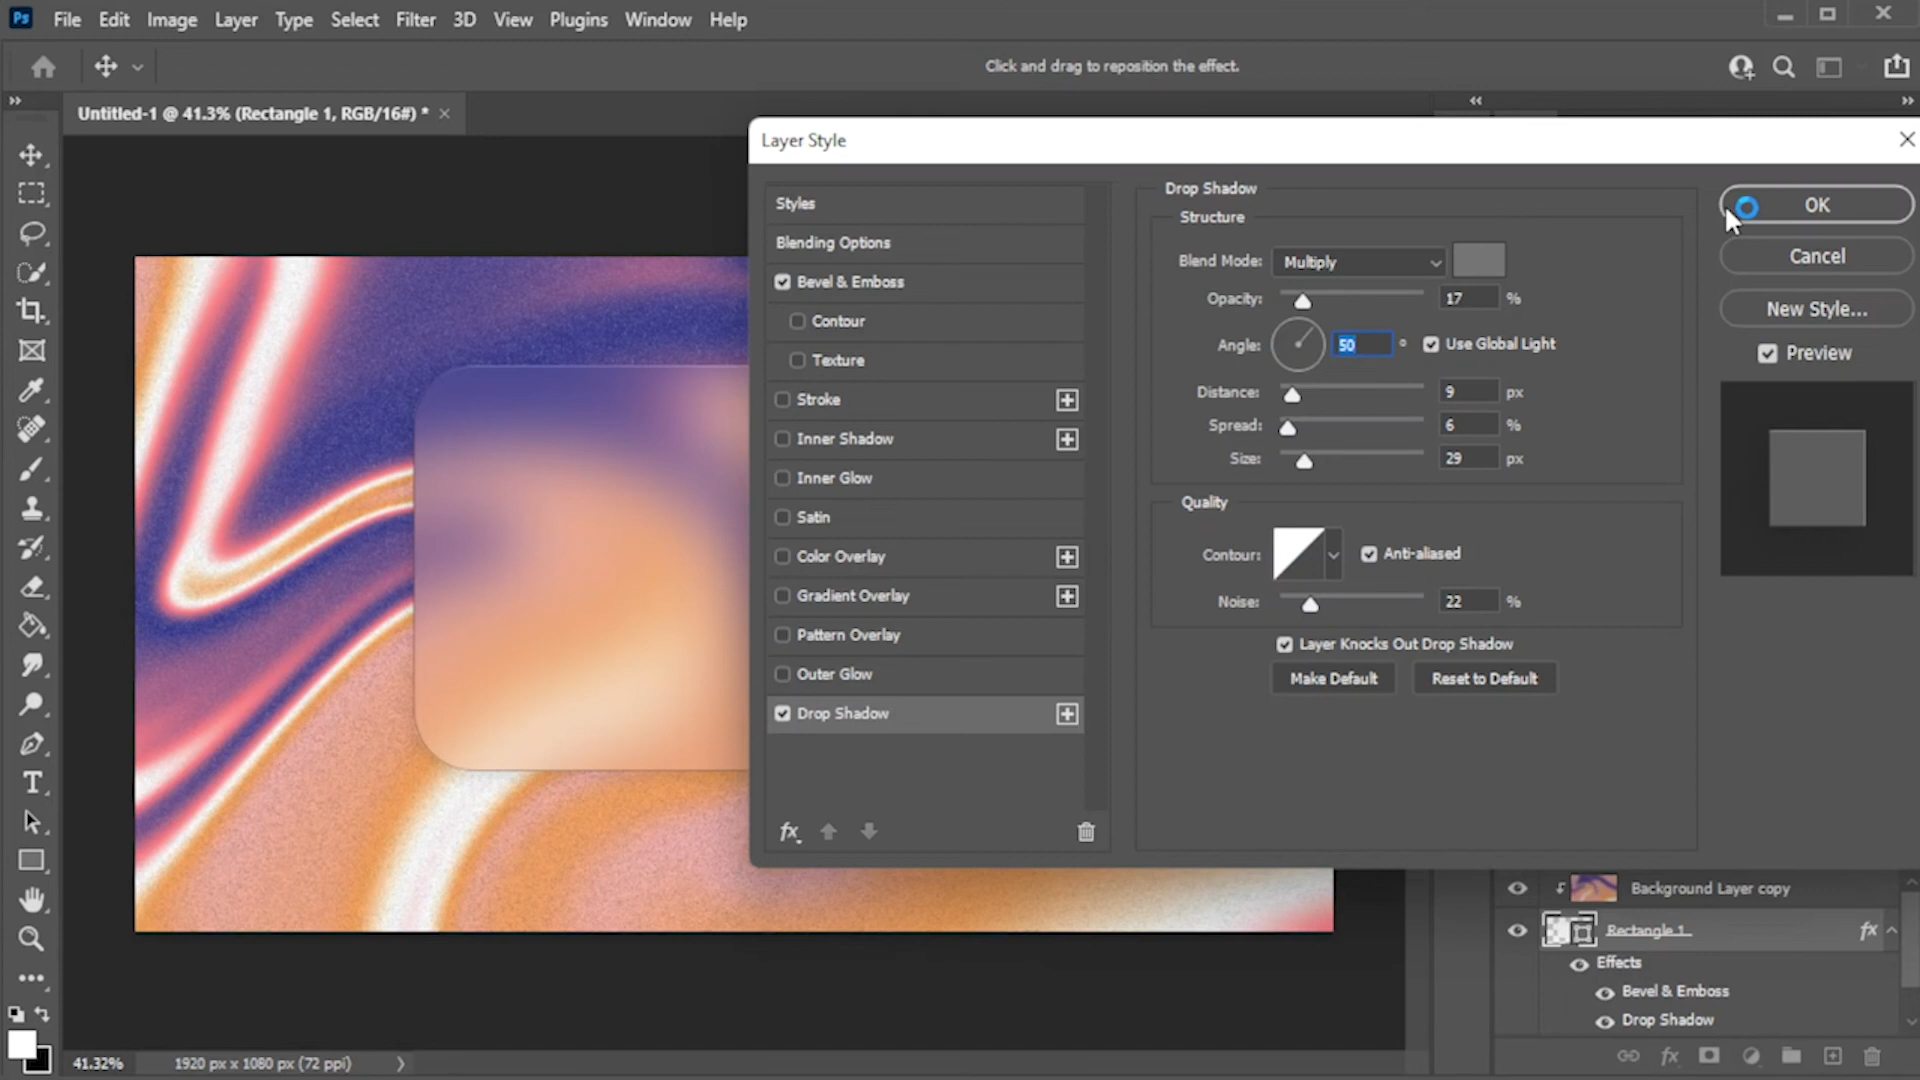 Ps File Edit Image Layer Type Select Filter 3D View Plugins Window Help
Click and drag to reposition the effect.
Untitled-1 @ 41.3% (Rectangle 1, RGB/16#) *
Layer Style
Styles
Blending Options
Bevel & Emboss
Contour
Texture
Stroke
Inner Shadow
Inner Glow
Satin
Color Overlay
Gradient Overlay
Pattern Overlay
Outer Glow
Drop Shadow
fx
Drop Shadow
Structure
Blend Mode: Multiply
Opacity: 17 %
Angle: 50 ° Use Global Light
Distance: 9 px
Spread: 6 %
Size: 29 px
Quality
Contour: Anti-aliased
Noise: 22 %
Layer Knocks Out Drop Shadow
Make Default Reset to Default
OK
Cancel
New Style...
Preview
Background Layer copy
Rectangle 1 fx
Effects
Bevel & Emboss
Drop Shadow
fx
41.32% 1920 px x 1080 px (72 ppi)